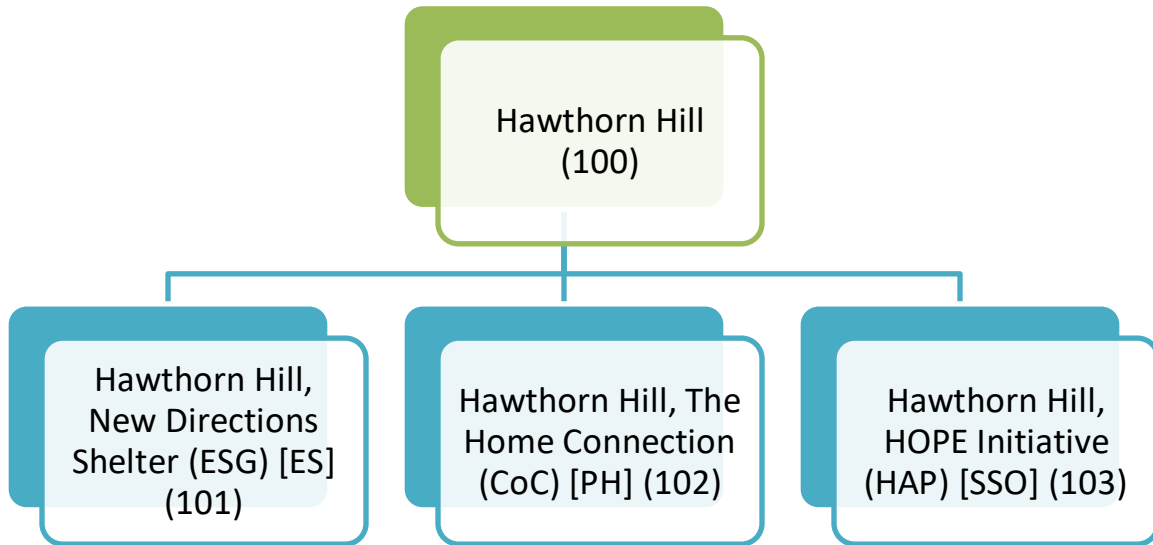 Hawthorn Hill
(100)
Hawthorn Hill,
New Directions
Shelter (ESG) [ES]
(101)
Hawthorn Hill, The
Home Connection
(CoC) [PH] (102)
Hawthorn Hill,
HOPE Initiative
(HAP) [SSO] (103)